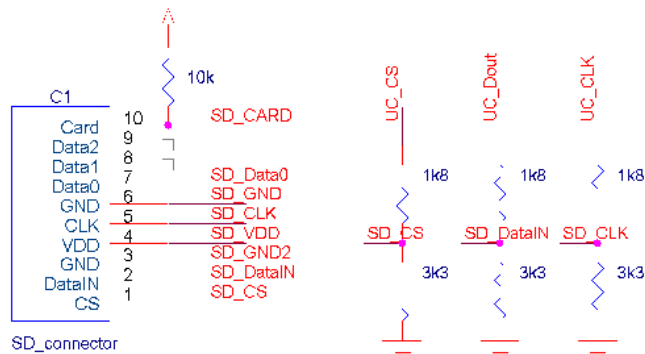 10k
C1
Card
Data2
Data1
Data0
GND
CLK
VDD
GND
DataIN
CS
10
9
8
7
6
5
4
3
2
1
SD_CARD
SD_Data0
SD_GND
SD_CLK
SD_VDD
SD_GND2
SD_DataIN
SD_CS
SD_connector
UC_CS
UC_Dout
UC_CLK
1k8
1k8
1k8
SD_CS
SD_DataIN
SD_CLK
3k3
3k3
3k3